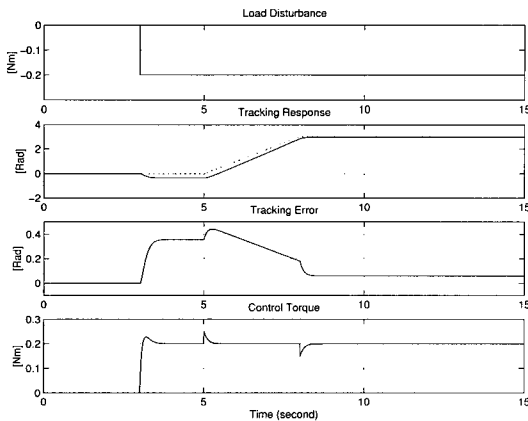 Load Disturbance
0
-0.2
[Nm]
0 5 10 15
Tracking Response
4
2
0
-2
[Rad]
0 5 10 15
Tracking Error
0.4
0.2
0
[Rad]
0 5 10 15
Control Torque
0.3
0.2
0.1
0
[Nm]
0 5 10 15
Time (second)